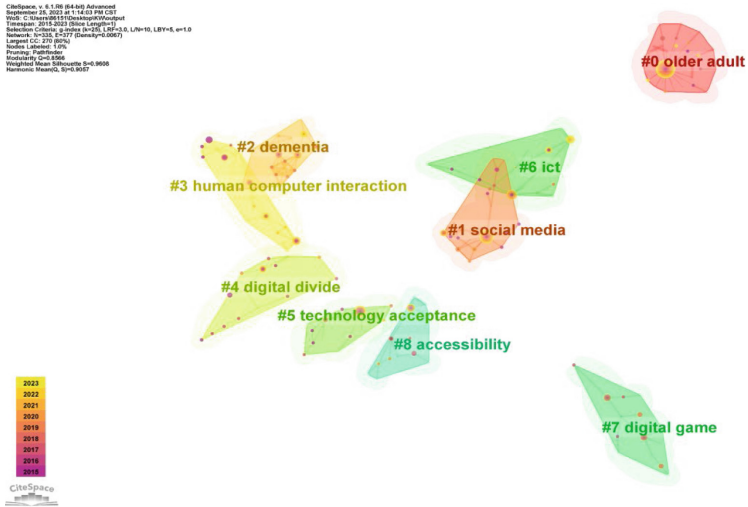 CiteSpace, v. 6.1.R6 (64-bit) Advanced
September 25, 2023 at 1:14:03 PM CST
WoS: C:\Users\86151\Desktop\KW\output
Timespan: 2015-2023 (Slice Length=1)
Selection Criteria: g-index (k=25), LRF=3.0, L/N=10, LBY=5, e=1.0
Network: N=335, E=377 (Density=0.0067)
Largest CC: 270 (80%)
Nodes Labeled: 1.0%
Pruning: Pathfinder
Modularity Q=0.8566
Weighted Mean Silhouette S=0.9606
Harmonic Mean(Q, S)=0.9057
#0 older adult
#2 dementia
#6 ict
#3 human computer interaction
#1 social media
#4 digital divide
#5 technology acceptance
#8 accessibility
#7 digital game
2023
2022
2021
2020
2019
2018
2017
2016
2015
CiteSpace